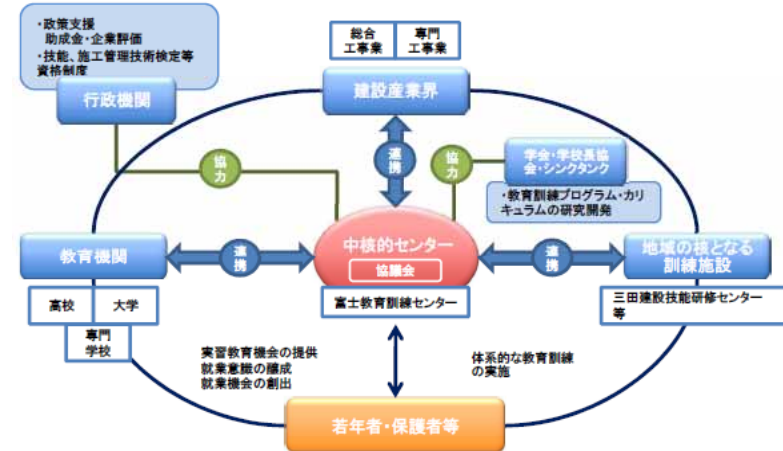 ・政策支援
助成金・企業評価
・技能、施工管理技術検定等
資格制度
行政機関
総合
工事業
専門
工事業
建設産業界
協力
連携
協力
学会・学校長協
会・シンクタンク
・教育訓練プログラム・カリ
キュラムの研究開発
教育機関
高校
大学
専門
学校
連携
中核的センター
協議会
富士教育訓練センター
連携
地域の核となる
訓練施設
三田建設技能研修センター
等
実習教育機会の提供
就業意識の醸成
就業機会の創出
体系的な教育訓練
の実施
若年者・保護者等